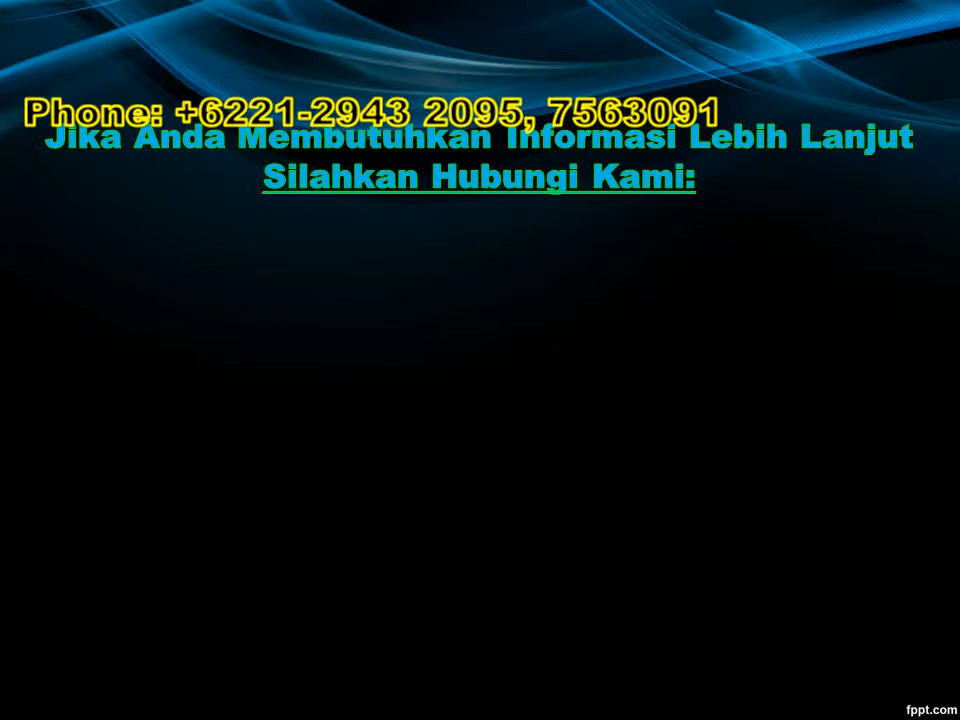 Phone: +6221-2943 2095, 7563091
Jika Anda Membutuhkan Informasi Lebih Lanjut
Silahkan Hubungi Kami:
fppt.com